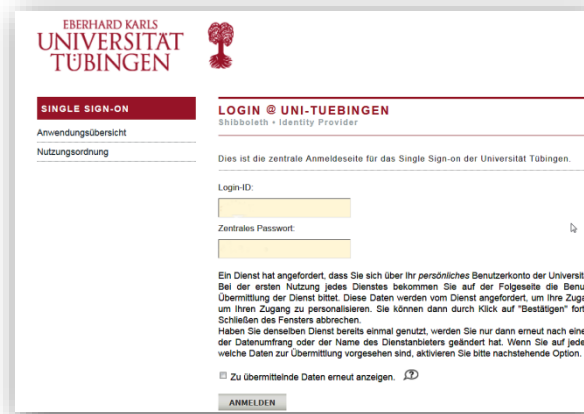 EBERHARD KARLS
UNIVERSITÄT
TÜBINGEN
SINGLE SIGN-ON
Anwendungsübersicht
Nutzungsordnung
LOGIN @ UNI-TUEBINGEN
Shibboleth • Identity Provider
Dies ist die zentrale Anmeldeseite für das Single Sign-on der Universität Tübingen.
Login-ID:
Zentrales Passwort:
Ein Dienst hat angefordert, dass Sie sich über Ihr persönliches Benutzerkonto der Universit
Bei der ersten Nutzung jedes Dienstes bekommen Sie auf der Folgeseite die Benu
Übermittlung der Dienst bittet. Diese Daten werden vom Dienst angefordert, um Ihre Zuga
um Ihren Zugang zu personalisieren. Sie können dann durch Klick auf "Bestätigen" fort
Schließen des Fensters abbrechen.
Haben Sie denselben Dienst bereits einmal genutzt, werden Sie nur dann erneut nach eine
der Datenumfang oder der Name des Dienstanbieters geändert hat. Wenn Sie auf jede
welche Daten zur Übermittlung vorgesehen sind, aktivieren Sie bitte nachstehende Option.
Zu übermittelnde Daten erneut anzeigen.
ANMELDEN